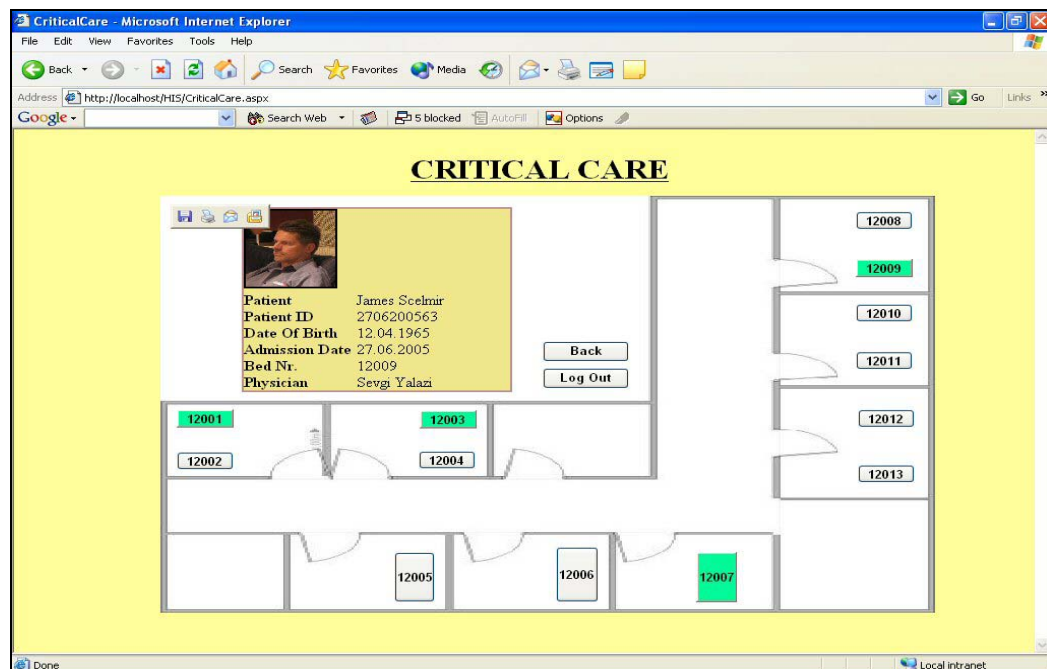 CriticalCare - Microsoft Internet Explorer
File Edit View Favorites Tools Help
Back Search Favorites Media
Address http://localhost/HIS/CriticalCare.aspx Go Links »
Google Search Web 5 blocked AutoFill Options
CRITICAL CARE
12008
12009
Patient James Scelmir
Patient ID 2706200563
Date Of Birth 12.04.1965
Admission Date 27.06.2005
Bed Nr. 12009
Physician Sevgi Yalazi
12010
Back
12011
Log Out
12001 12003 12012
12002 12004 12013
12005 12006 12007
Done Local intranet